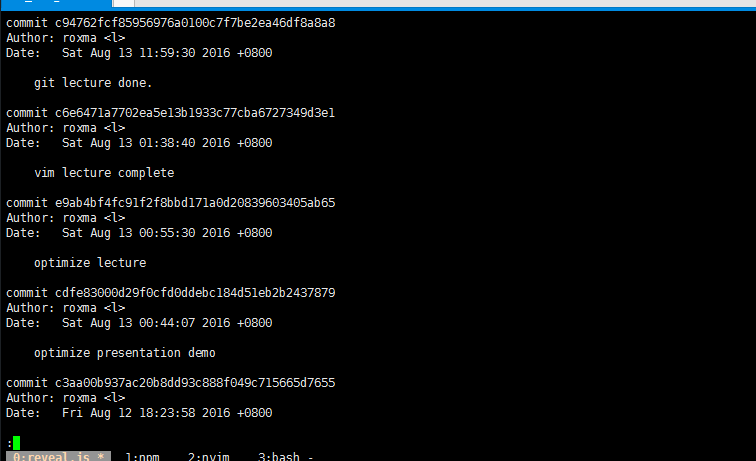 commit c94762fcf85956976a0100c7f7be2ea46df8a8a8
Author: roxma <l>
Date:   Sat Aug 13 11:59:30 2016 +0800
git lecture done.
commit c6e6471a7702ea5e13b1933c77cba6727349d3e1
Author: roxma <l>
Date:   Sat Aug 13 01:38:40 2016 +0800
vim lecture complete
commit e9ab4bf4fc91f2f8bbd171a0d20839603405ab65
Author: roxma <l>
Date:   Sat Aug 13 00:55:30 2016 +0800
optimize lecture
commit cdfe83000d29f0cfd0ddebc184d51eb2b2437879
Author: roxma <l>
Date:   Sat Aug 13 00:44:07 2016 +0800
optimize presentation demo
commit c3aa00b937ac20b8dd93c888f049c715665d7655
Author: roxma <l>
Date:   Fri Aug 12 18:23:58 2016 +0800
:
0:reveal.js * 1:npm 2:nvim 3:bash -